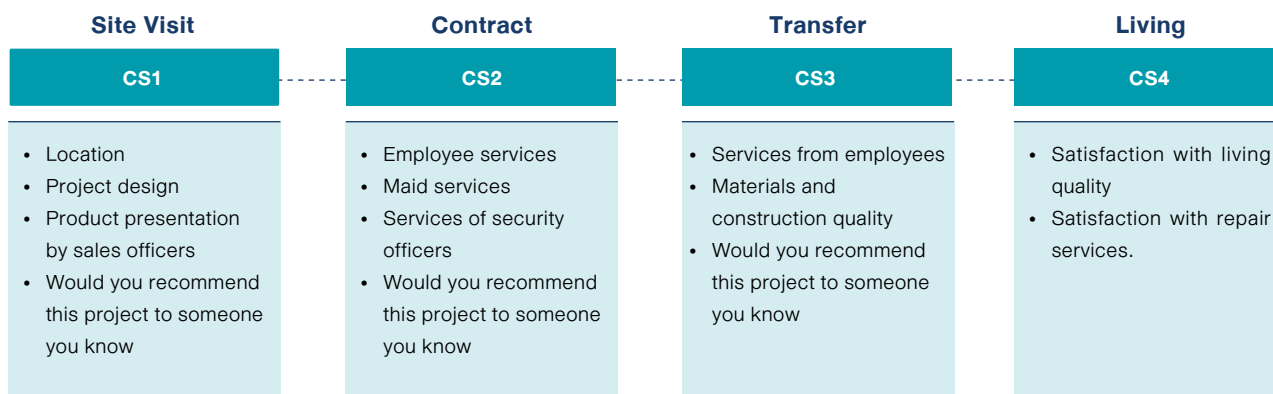 Site Visit
CS1
• Location
• Project design
• Product presentation
by sales officers
• Would you recommend
this project to someone
you know
Contract
CS2
• Employee services
• Maid services
• Services of security
officers
• Would you recommend
this project to someone
you know
Transfer
CS3
• Services from employees
• Materials and
construction quality
• Would you recommend
this project to someone
you know
Living
CS4
• Satisfaction with living
quality
• Satisfaction with repair
services.